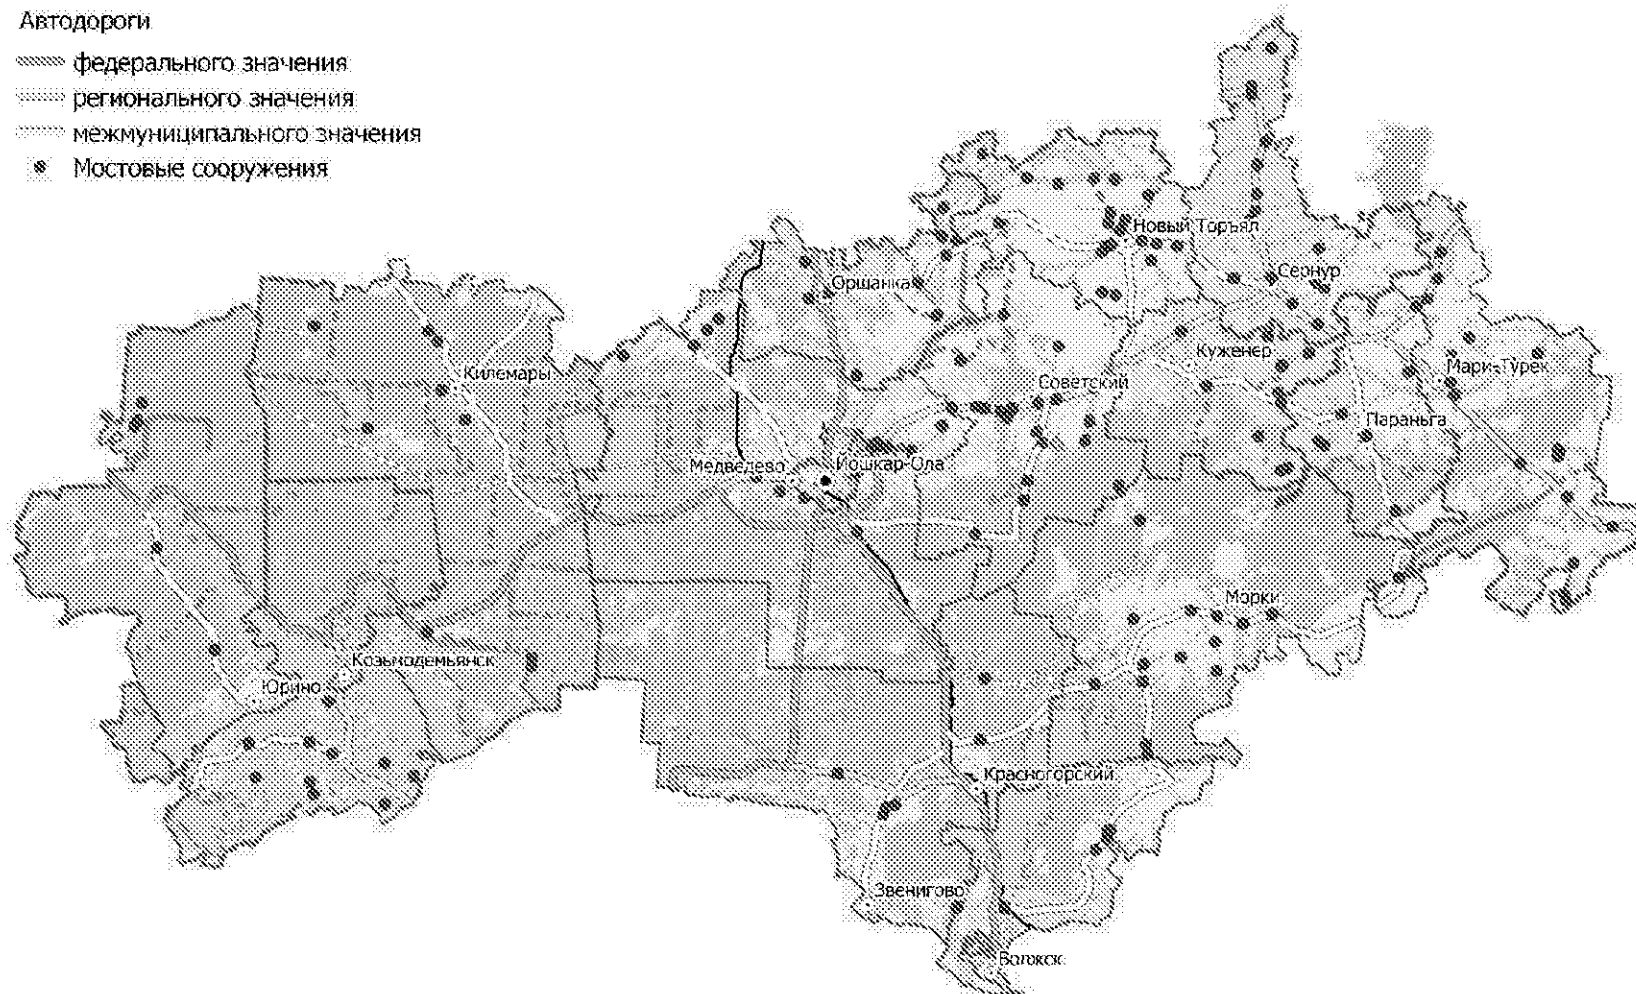 Автодороги
федерального значения
регионального значения
межмуниципального значения
Мостовые сооружения
Новый Торъял
Сернур
Оршанка
Куженер
Мари-Турек
Килемары
Советский
Параньга
Медведево
Йошкар-Ола
Морки
Козьмодемьянск
Юрино
Красногорский
Звенигово
Волжск